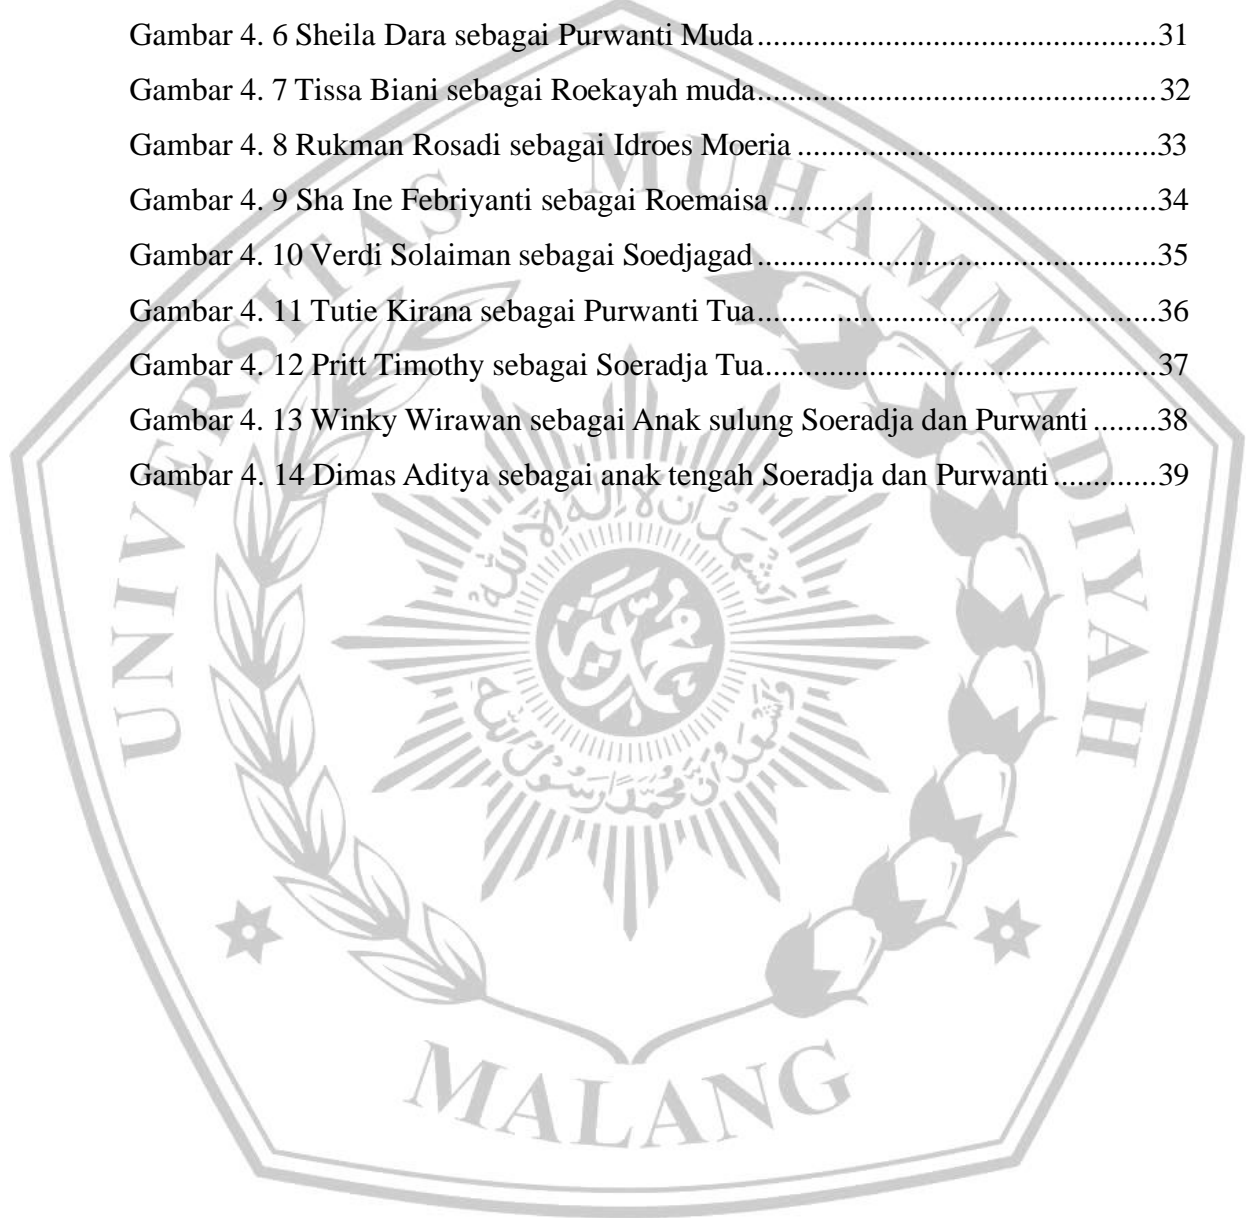 Gambar 4. 6 Sheila Dara sebagai Purwanti Muda...................................................31
Gambar 4. 7 Tissa Biani sebagai Roekayah muda...................................................32
Gambar 4. 8 Rukman Rosadi sebagai Idroes Moeria..............................................33
Gambar 4. 9 Sha Ine Febriyanti sebagai Roemaisa.................................................34
Gambar 4. 10 Verdi Solaiman sebagai Soedjagad...................................................35
Gambar 4. 11 Tutie Kirana sebagai Purwanti Tua...................................................36
Gambar 4. 12 Pritt Timothy sebagai Soeradja Tua..................................................37
Gambar 4. 13 Winky Wirawan sebagai Anak sulung Soeradja dan Purwanti........38
Gambar 4. 14 Dimas Aditya sebagai anak tengah Soeradja dan Purwanti.............39
UNIVERSITAS MUHAMMADIYAH
MALANG